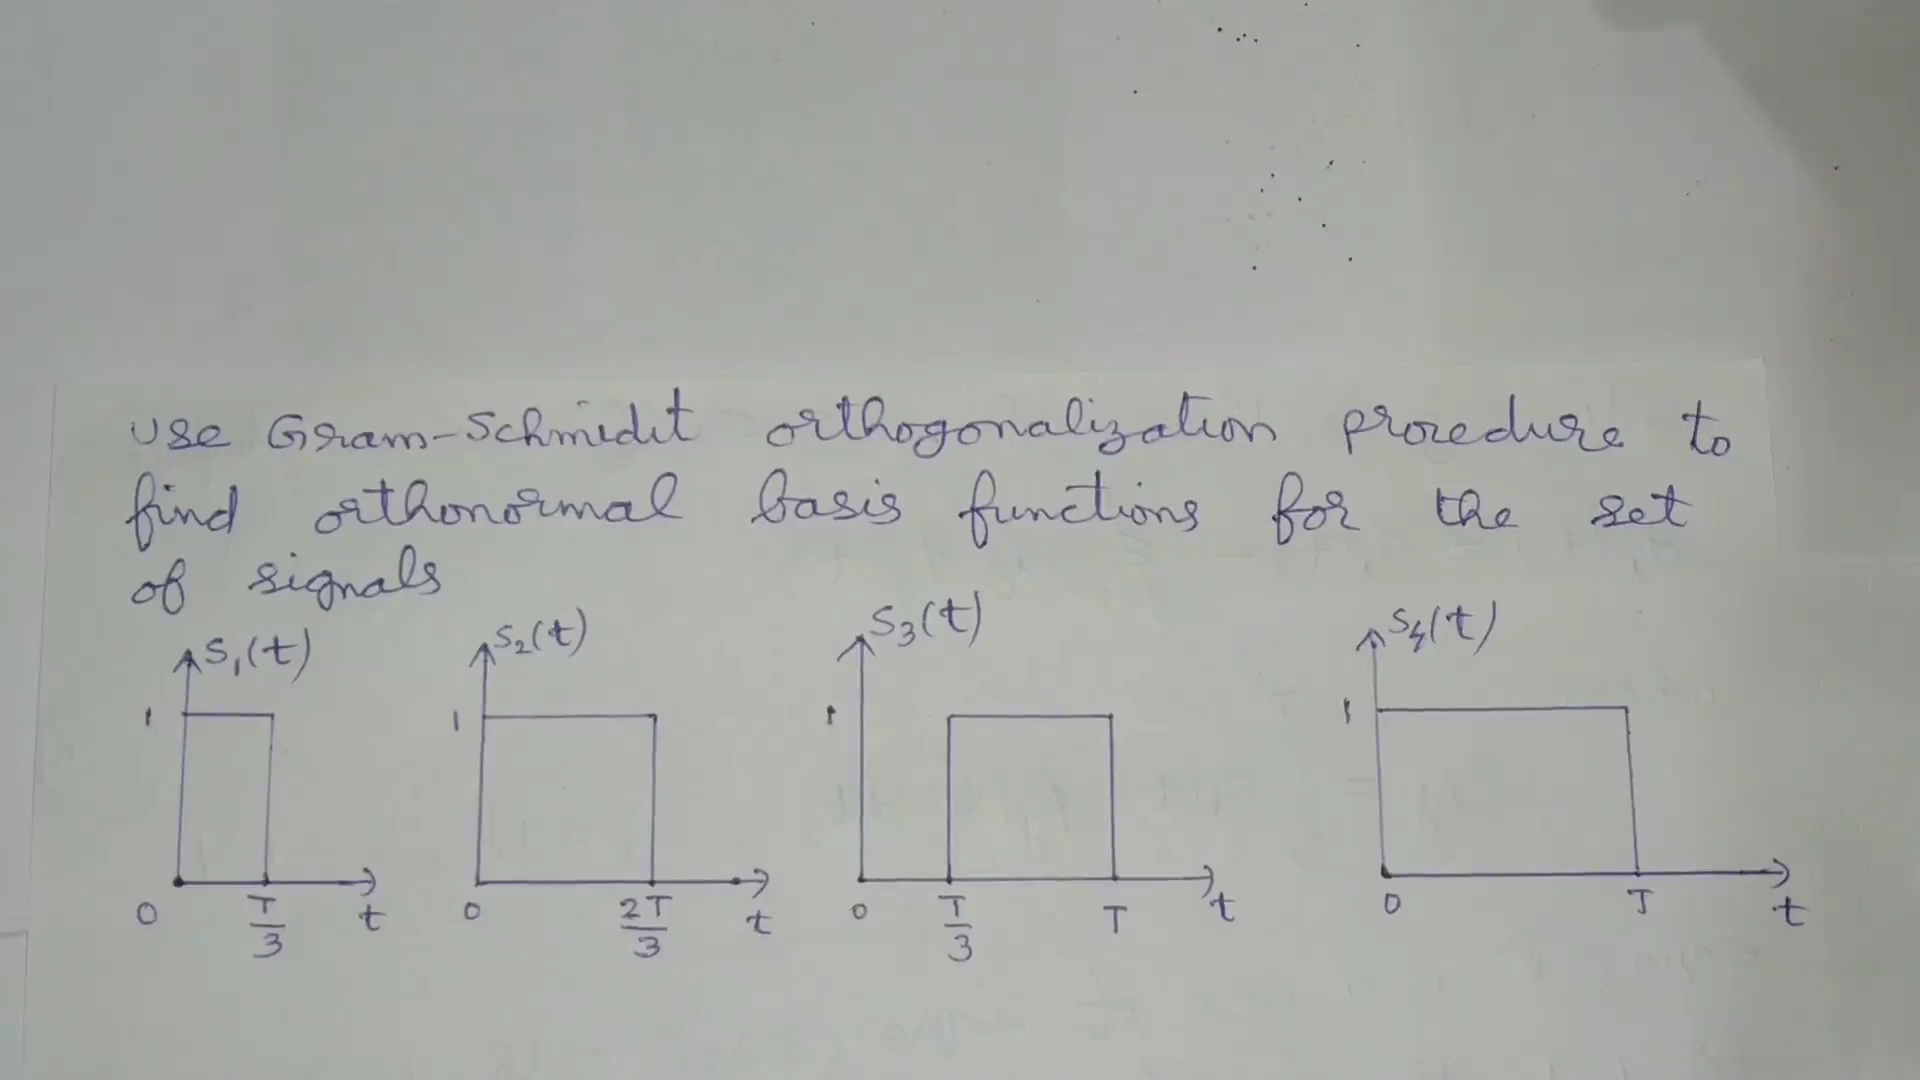 Use Gram-Schmidt orthogonalization procedure to
find orthonormal basis functions for the set
of signals
S1(t) S2(t) S3(t) S4(t)
1 1 1 1
0 T/3 t 0 2T/3 t 0 T/3 T t 0 T t